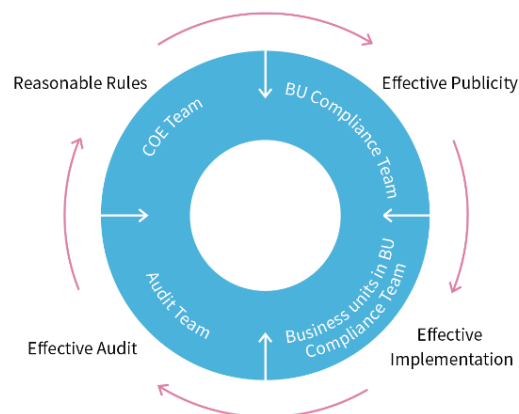 Reasonable Rules
Effective Publicity
COE Team
BU Compliance Team
Audit Team
Business units in BU
Compliance Team
Effective Audit
Effective
Implementation